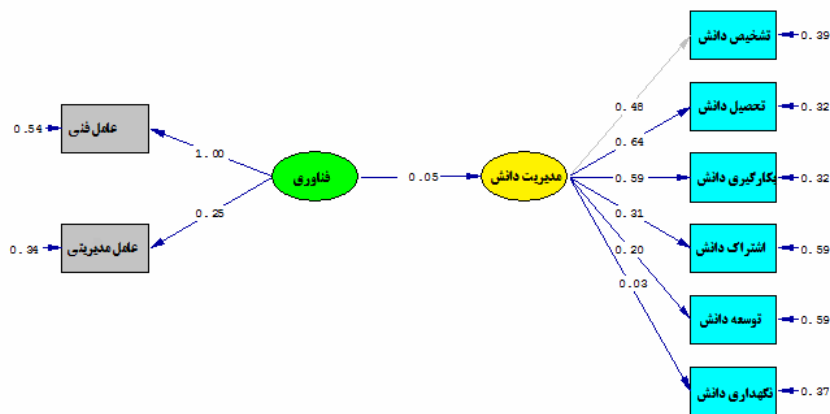 تشخیص دانش
0.39
0.48
تحصیل دانش
0.32
0.64
عامل فنی
0.54
1.00
فناوری
0.05
مدیریت دانش
0.59
بکارگیری دانش
0.32
0.25
0.31
عامل مدیریتی
0.34
اشتراک دانش
0.59
0.20
0.03
توسعه دانش
0.59
نگهداری دانش
0.37